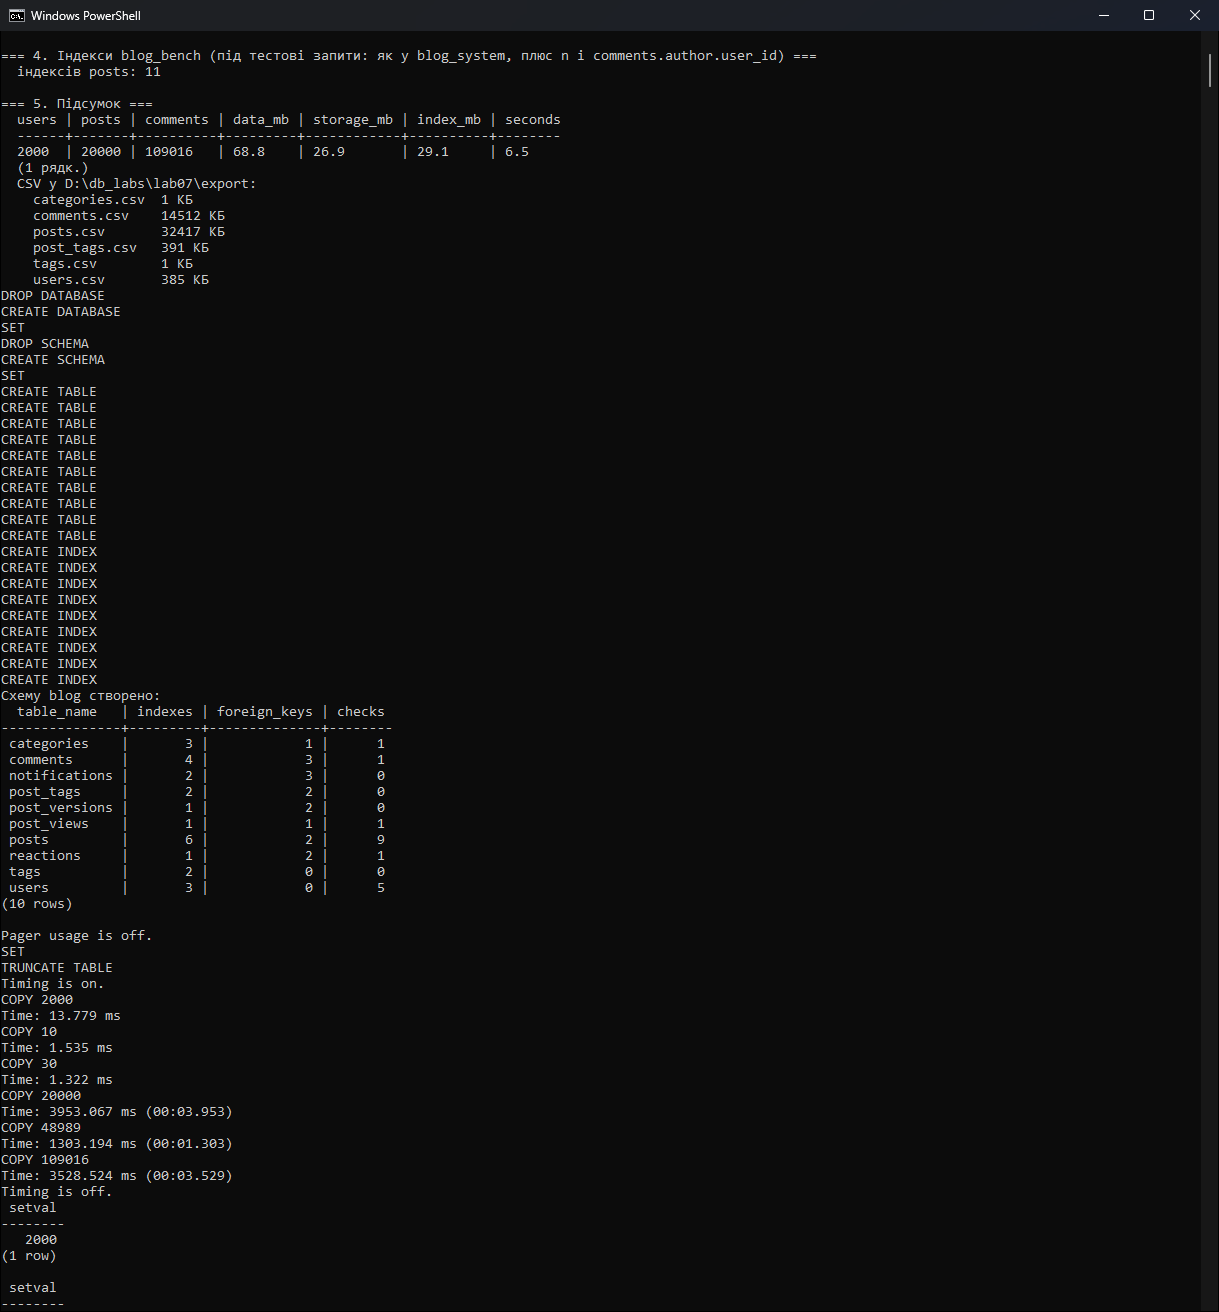 Windows PowerShell
=== 4. Індекси blog_bench (під тестові запити: як у blog_system, плюс n і comments.author.user_id) ===
  індексів posts: 11
=== 5. Підсумок ===
  users | posts | comments | data_mb | storage_mb | index_mb | seconds
  ------+-------+----------+---------+------------+----------+--------
  2000  | 20000 | 109016   | 68.8    | 26.9       | 29.1     | 6.5
  (1 рядк.)
  CSV у D:\db_labs\lab07\export:
    categories.csv  1 КБ
    comments.csv    14512 КБ
    posts.csv       32417 КБ
    post_tags.csv   391 КБ
    tags.csv        1 КБ
    users.csv       385 КБ
DROP DATABASE
CREATE DATABASE
SET
DROP SCHEMA
CREATE SCHEMA
SET
CREATE TABLE
CREATE TABLE
CREATE TABLE
CREATE TABLE
CREATE TABLE
CREATE TABLE
CREATE TABLE
CREATE TABLE
CREATE TABLE
CREATE TABLE
CREATE INDEX
CREATE INDEX
CREATE INDEX
CREATE INDEX
CREATE INDEX
CREATE INDEX
CREATE INDEX
CREATE INDEX
CREATE INDEX
Схему blog створено:
  table_name   | indexes | foreign_keys | checks
---------------+---------+--------------+--------
 categories    |       3 |            1 |      1
 comments      |       4 |            3 |      1
 notifications |       2 |            3 |      0
 post_tags     |       2 |            2 |      0
 post_versions |       1 |            2 |      0
 post_views    |       1 |            1 |      1
 posts         |       6 |            2 |      9
 reactions     |       1 |            2 |      1
 tags          |       2 |            0 |      0
 users         |       3 |            0 |      5
(10 rows)
Pager usage is off.
SET
TRUNCATE TABLE
Timing is on.
COPY 2000
Time: 13.779 ms
COPY 10
Time: 1.535 ms
COPY 30
Time: 1.322 ms
COPY 20000
Time: 3953.067 ms (00:03.953)
COPY 48989
Time: 1303.194 ms (00:01.303)
COPY 109016
Time: 3528.524 ms (00:03.529)
Timing is off.
 setval
--------
   2000
(1 row)
 setval
--------